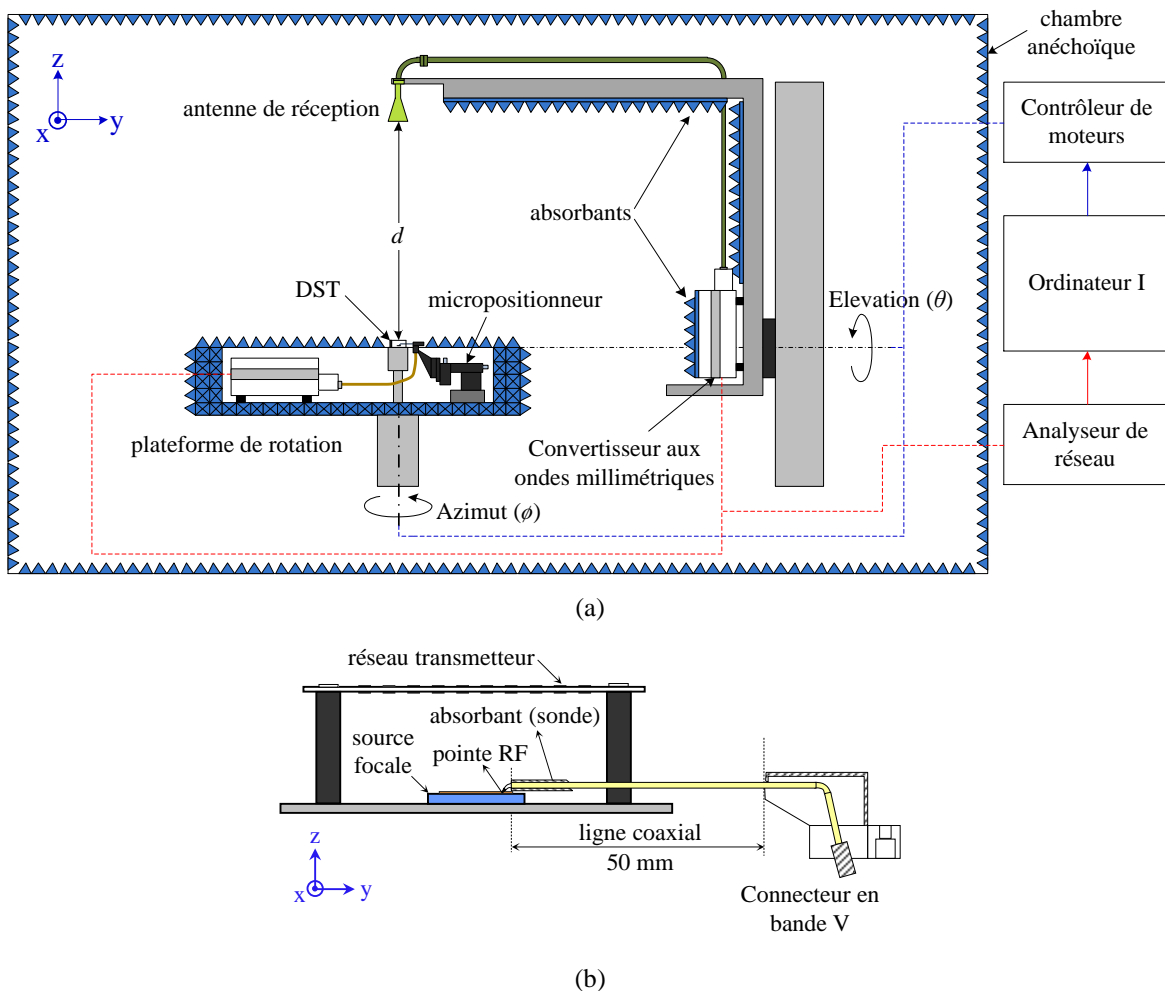 chambre
anéchoïque
z
x
y
antenne de réception
Contrôleur de
moteurs
absorbants
d
DST
micropositionneur
Elevation (θ)
Ordinateur I
plateforme de rotation
Convertisseur aux
ondes millimétriques
Analyseur de
réseau
Azimut (ø)
(a)
réseau transmetteur
absorbant (sonde)
source
focale
pointe RF
ligne coaxial
50 mm
z
x
y
Connecteur en
bande V
(b)